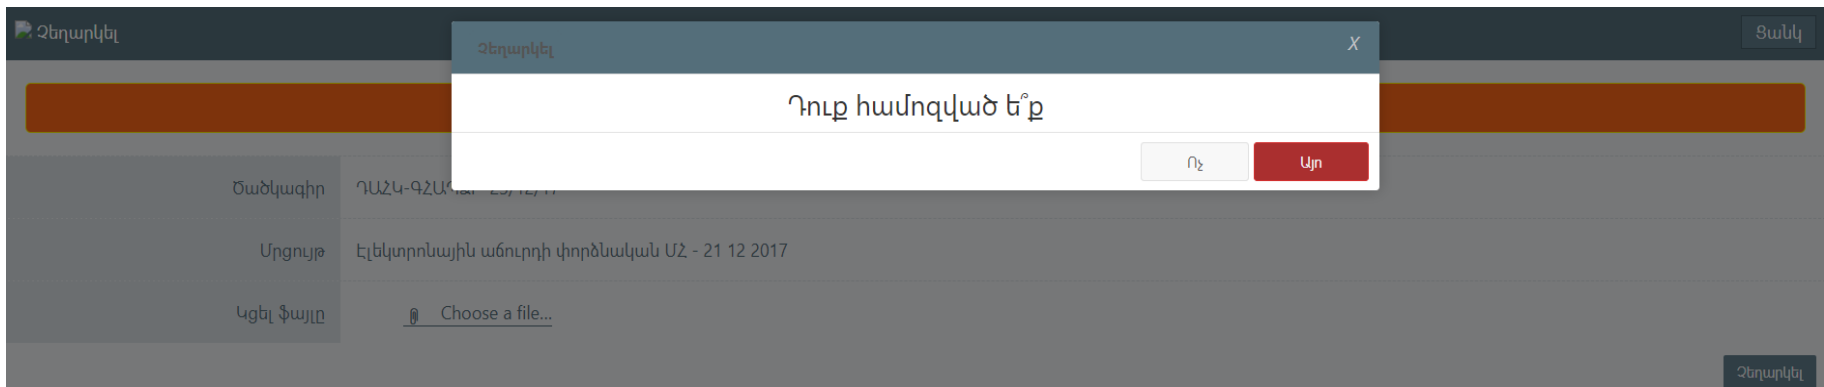 Չեղարկել
Ցանկ
Չեղարկել X
Դուք համոզված ե՞ք
Ոչ Այո
Ծածկագիր
Մրցույթ Էլեկտրոնային աճուրդի փորձնական ՄՀ - 21 12 2017
Կցել ֆայլը Choose a file...
Չեղարկել